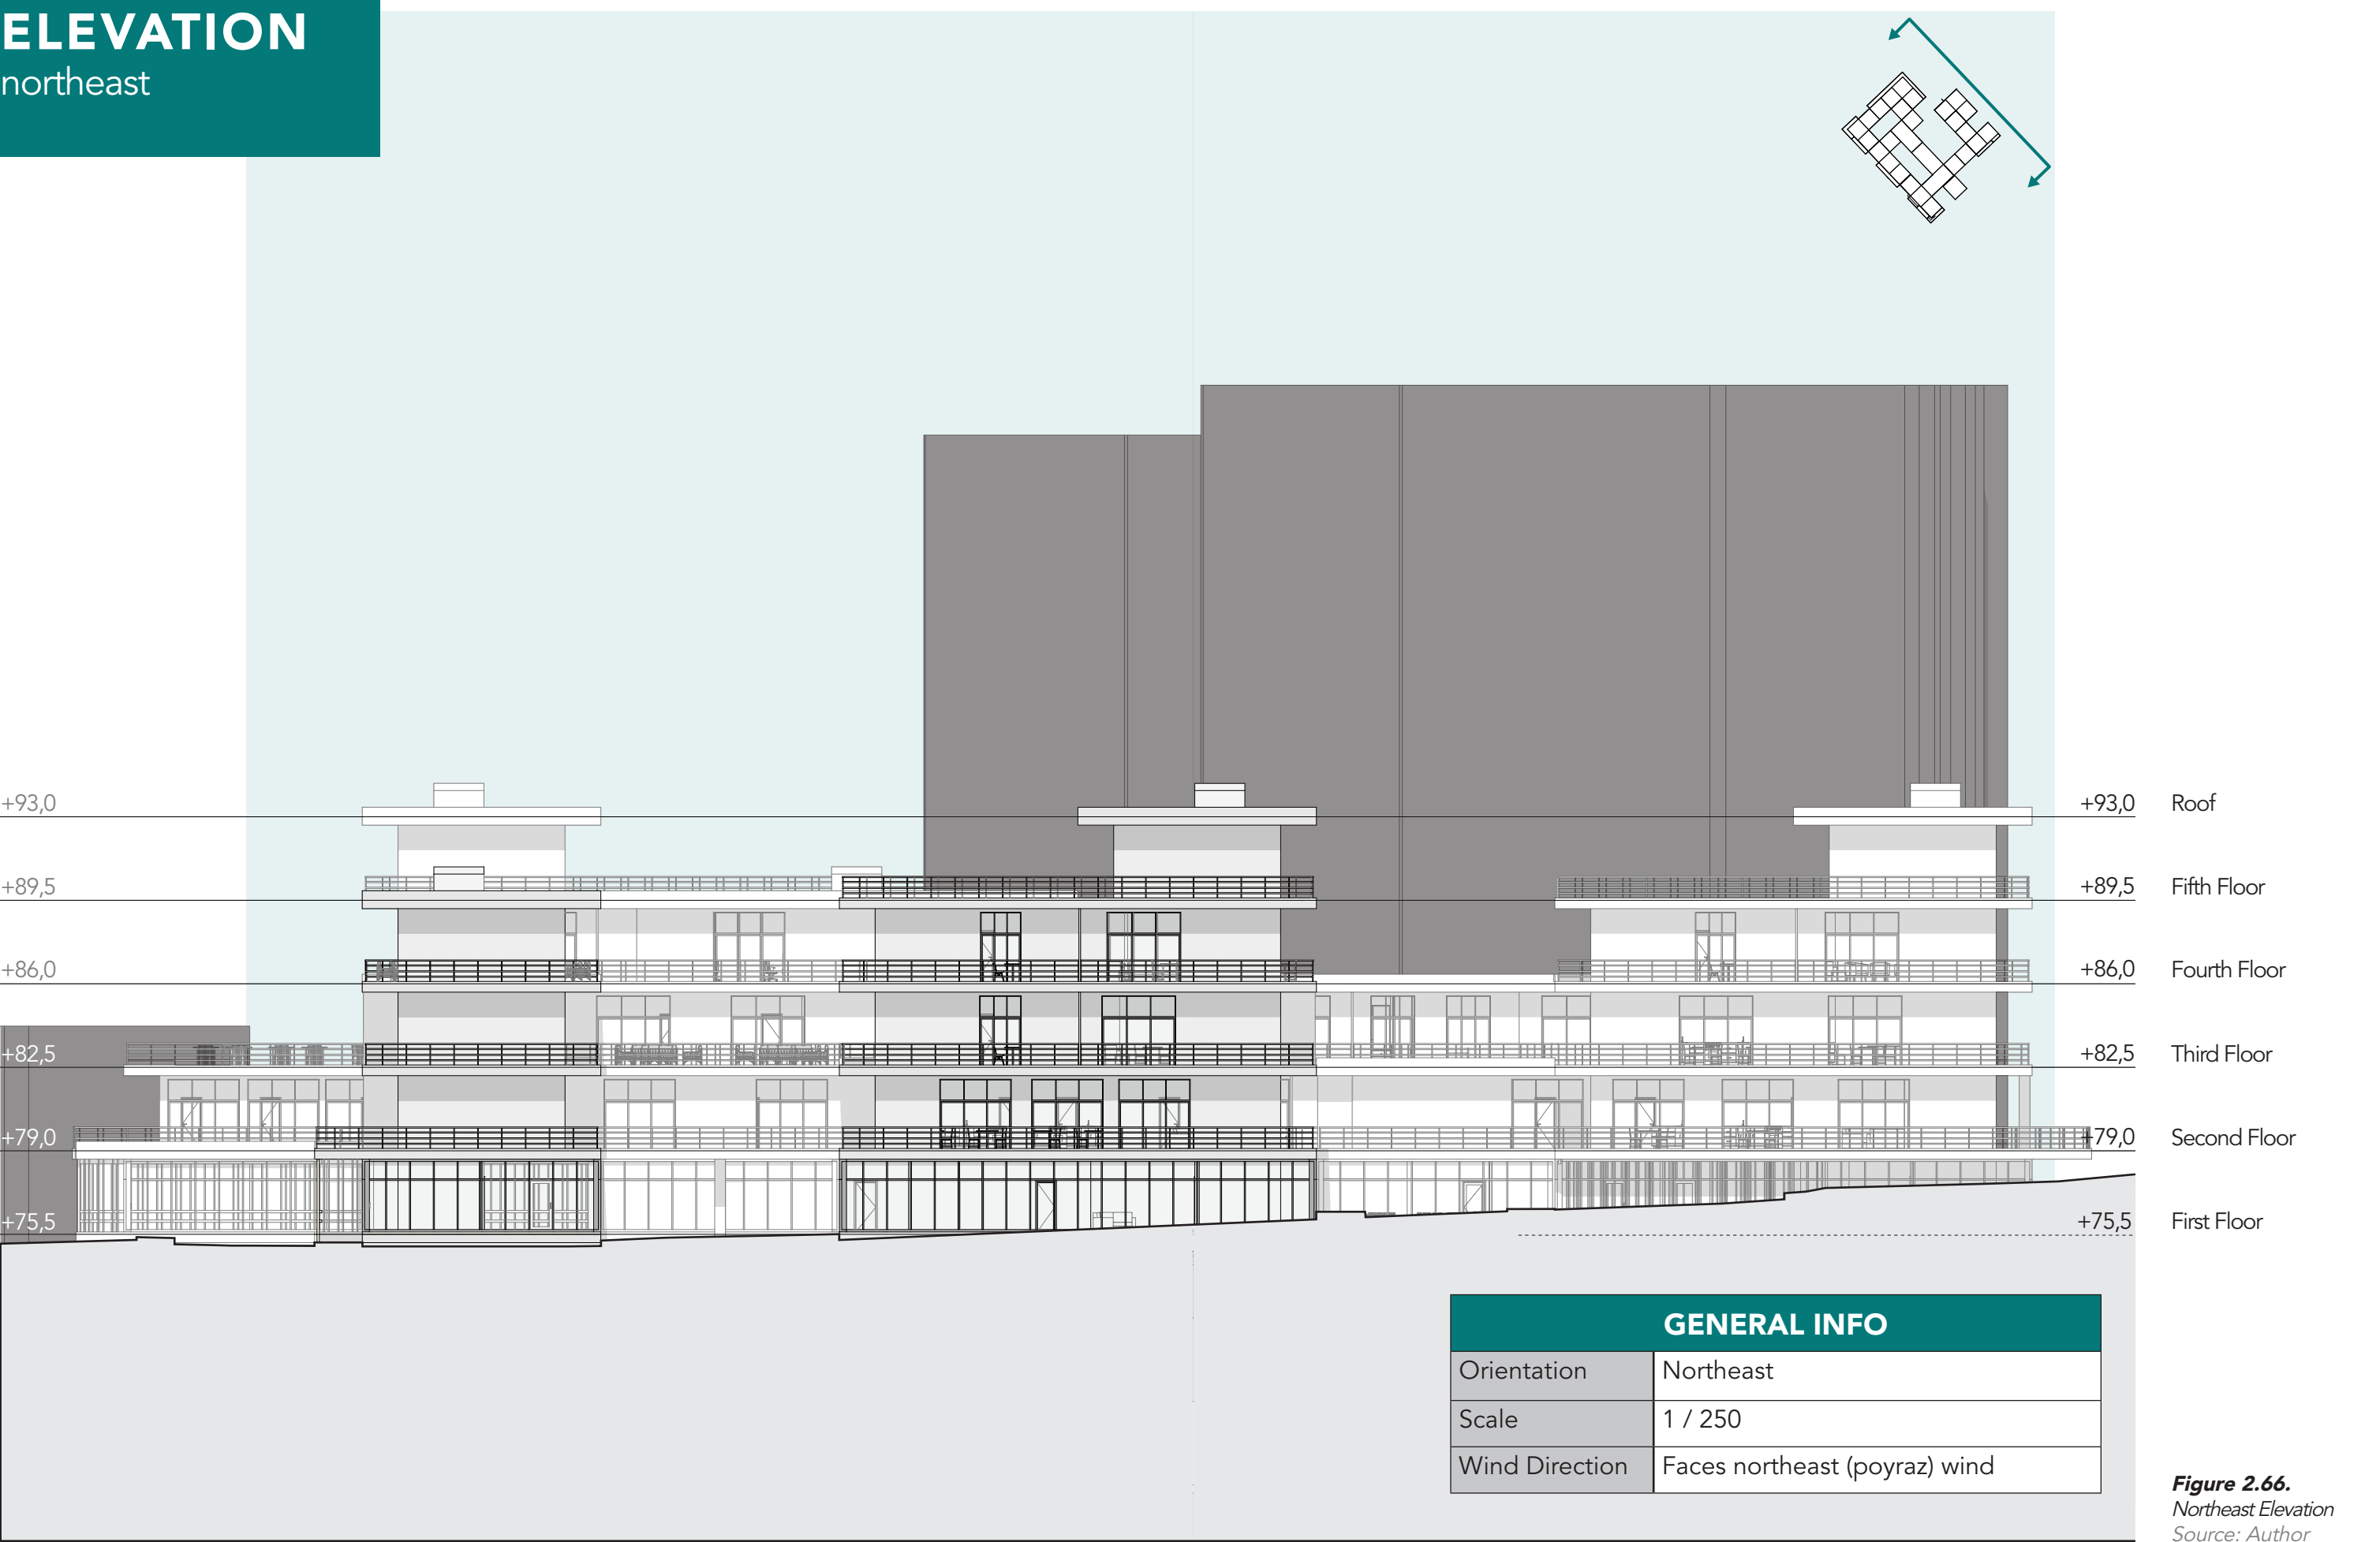 ELEVATION
northeast
+93,0
+93,0 Roof
+89,5
+89,5 Fifth Floor
+86,0
+86,0 Fourth Floor
+82,5
+82,5 Third Floor
+79,0
+79,0 Second Floor
+75,5
+75,5 First Floor
GENERAL INFO
Orientation Northeast
Scale 1 / 250
Wind Direction Faces northeast (poyraz) wind
Figure 2.66.
Northeast Elevation
Source: Author